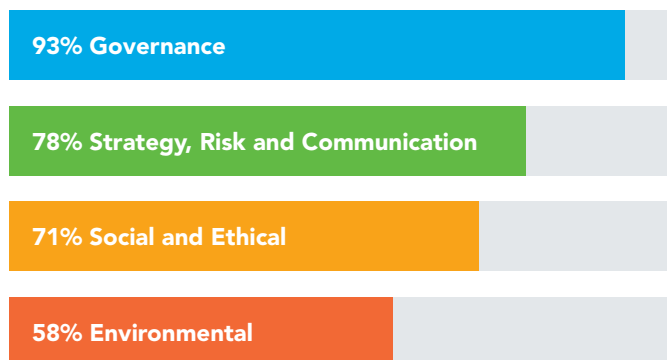 93% Governance
78% Strategy, Risk and Communication
71% Social and Ethical
58% Environmental